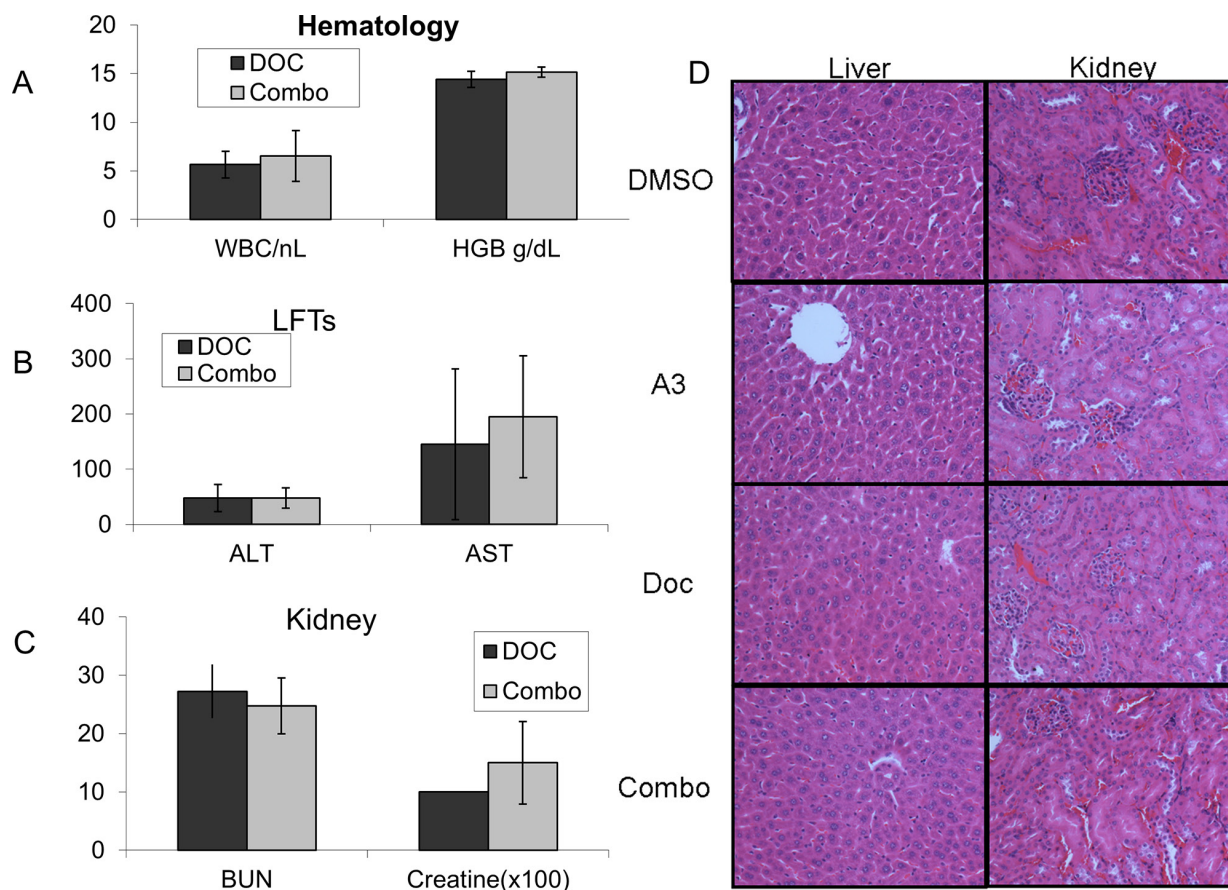 A
Hematology
20
15
10
5
0
DOC
Combo
WBC/nL
HGB g/dL
B
LFTs
400
300
200
100
0
DOC
Combo
ALT
AST
C
Kidney
40
30
20
10
0
DOC
Combo
BUN
Creatine(x100)
D
Liver
Kidney
DMSO
A3
Doc
Combo